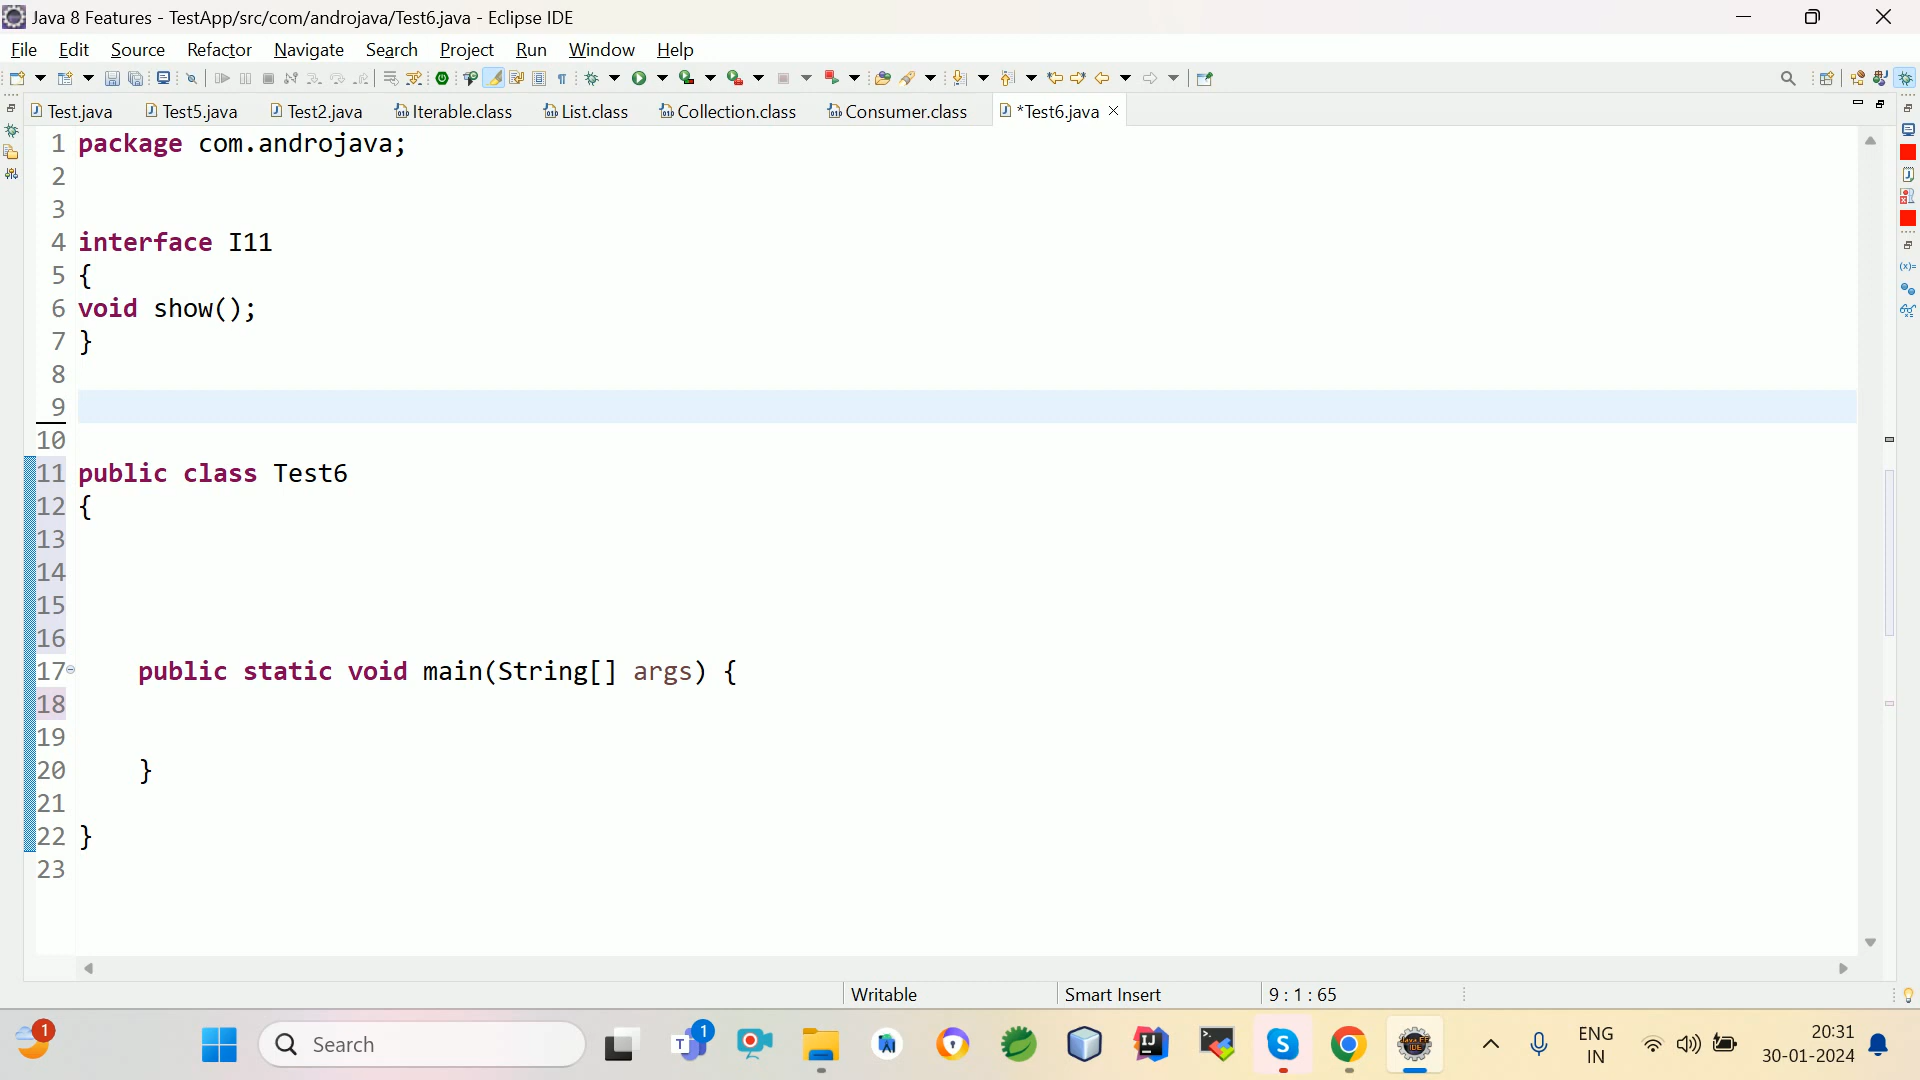 Java 8 Features - TestApp/src/com/androjava/Test6.java - Eclipse IDE
File Edit Source Refactor Navigate Search Project Run Window Help
Test.java Test5.java Test2.java Iterable.class List.class Collection.class Consumer.class *Test6.java
1 package com.androjava;
2
3
4 interface I11
5 {
6 void show();
7 }
8
9
10
11 public class Test6
12 {
13
14
15
16
17 public static void main(String[] args) {
18
19
20 }
21
22 }
23
Writable Smart Insert 9 : 1 : 65
1 Search 1 ENG 20:31
IN 30-01-2024